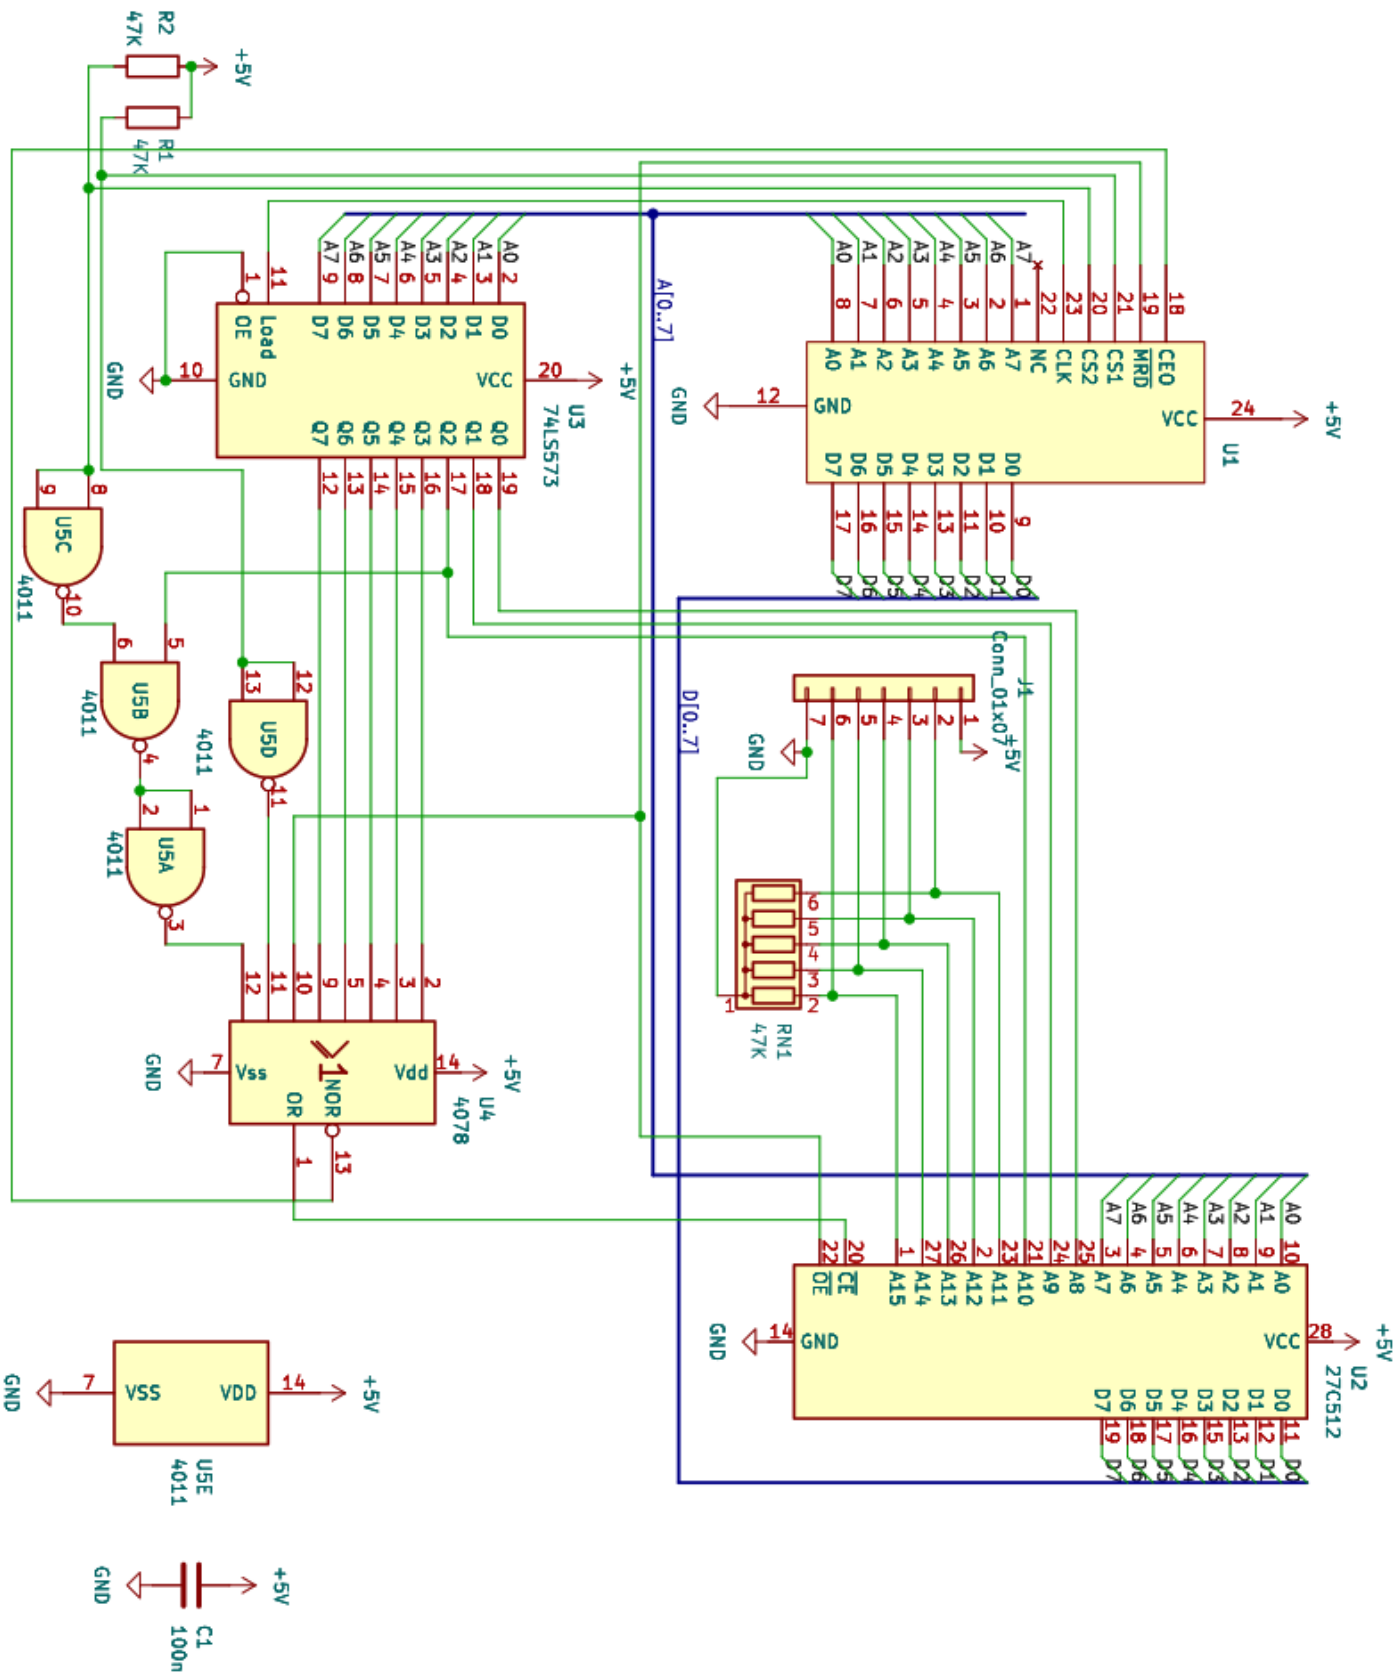 R2
47K
+5V
R1
47K
A7
A6
A5
A4
A3
A2
A1
A0
9
8
7
6
5
4
3
2
1
11
OE
Load
D7
D6
D5
D4
D3
D2
D1
D0
GND
10
GND
VCC
20
+5V
U3
74LS573
Q7
Q6
Q5
Q4
Q3
Q2
Q1
Q0
12
13
14
15
16
17
18
19
A[0..7]
A0
A1
A2
A3
A4
A5
A6
A7
8
7
6
5
4
3
2
1
22
23
20
21
19
18
A0
A1
A2
A3
A4
A5
A6
A7
NC
CLK
CS2
CS1
MRD
CEO
GND
12
GND
VCC
24
+5V
U1
D7
D6
D5
D4
D3
D2
D1
D0
17
16
15
14
13
11
10
9
D7
D6
D5
D4
D3
D2
D1
D0
9
8
U5C
4011
10
6
5
U5B
4011
4
13
12
U5D
4011
11
2
1
U5A
4011
3
D[0..7]
J1
Conn_01x07
7
6
5
4
3
2
1
GND
+5V
6
5
4
3
2
1
RN1
47K
12
11
10
9
5
4
3
2
≥1
GND
7
Vss
Vdd
14
+5V
U4
4078
OR
NOR
1
13
A7
A6
A5
A4
A3
A2
A1
A0
22
20
1
27
26
2
23
21
24
25
3
4
5
6
7
8
9
10
OE
CE
A15
A14
A13
A12
A11
A10
A9
A8
A7
A6
A5
A4
A3
A2
A1
A0
GND
14
GND
VCC
28
+5V
U2
27C512
D7
D6
D5
D4
D3
D2
D1
D0
19
18
17
16
15
13
12
11
D7
D6
D5
D4
D3
D2
D1
D0
GND
7
VSS
VDD
14
+5V
U5E
4011
GND
+5V
C1
100n